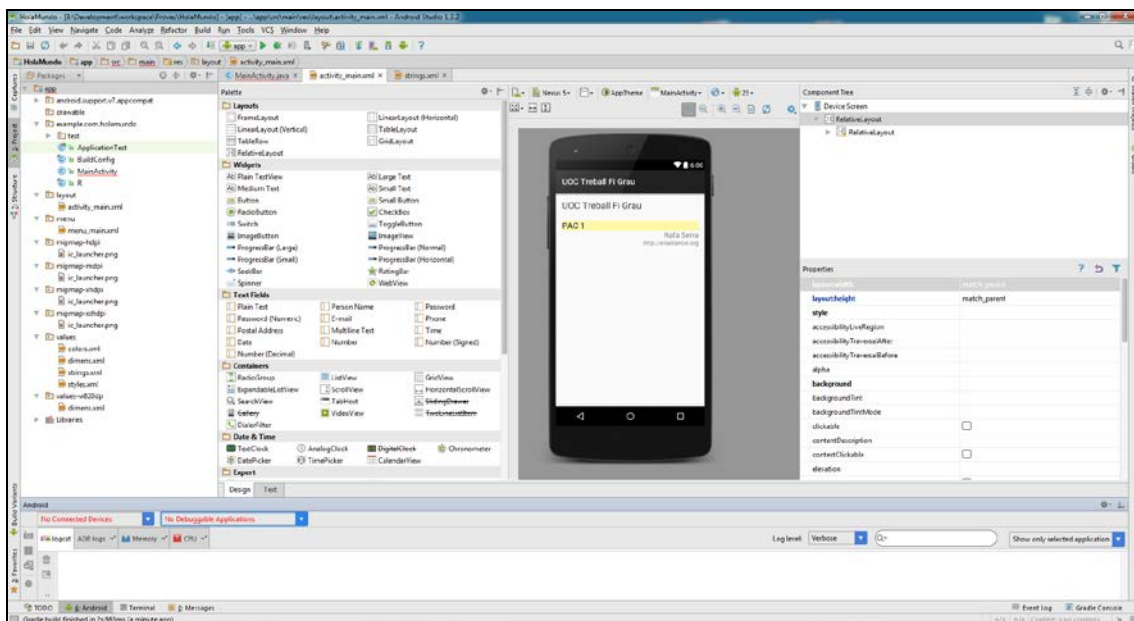 HolaMundo - [B:\Development\workspace\Proves\HolaMundo] - [app] - ...\app\src\main\res\layout\activity_main.xml - Android Studio 1.3.2
File Edit View Navigate Code Analyze Refactor Build Run Tools VCS Window Help
app
HolaMundo app src main res layout activity_main.xml
Packages
MainActivity.java activity_main.xml strings.xml
app
android.support.v7.appcompat
drawable
example.com.holamundo
test
ApplicationTest
BuildConfig
MainActivity
R
layout
activity_main.xml
menu
menu_main.xml
mipmap-hdpi
ic_launcher.png
mipmap-mdpi
ic_launcher.png
mipmap-xhdpi
ic_launcher.png
mipmap-xxhdpi
ic_launcher.png
values
colors.xml
dimens.xml
strings.xml
styles.xml
values-w820dp
dimens.xml
Libraries
Palette
Layouts
FrameLayout LinearLayout (Horizontal)
LinearLayout (Vertical) TableLayout
TableRow GridLayout
RelativeLayout
Widgets
Plain TextView Large Text
Medium Text Small Text
Button Small Button
RadioButton CheckBox
Switch ToggleButton
ImageButton ImageView
ProgressBar (Large) ProgressBar (Normal)
ProgressBar (Small) ProgressBar (Horizontal)
SeekBar RatingBar
Spinner WebView
Text Fields
Plain Text Person Name Password
Password (Numeric) E-mail Phone
Postal Address Multiline Text Time
Date Number Number (Signed)
Number (Decimal)
Containers
RadioGroup ListView GridView
ExpandableListView ScrollView HorizontalScrollView
SearchView TabHost SlidingDrawer
Gallery VideoView TwoLineListItem
DialerFilter
Date & Time
TextClock AnalogClock DigitalClock Chronometer
DatePicker TimePicker CalendarView
Expert
Design Text
Nexus 5 AppTheme MainActivity 23
6:00
UOC Treball Fi Grau
UOC Treball Fi Grau
PAC 1
Rafa Serra
Component Tree
Device Screen
RelativeLayout
RelativeLayout
Properties
layout:width match_parent
layout:height match_parent
style
accessibilityLiveRegion
accessibilityTraversalAfter
accessibilityTraversalBefore
alpha
background
backgroundTint
backgroundTintMode
clickable
contentDescription
contextClickable
elevation
Project
Structure
Captures
Build Variants
2: Favorites
Android
No Connected Devices No Debuggable Applications
logcat ADB logs Memory CPU Log level: Verbose Show only selected application
TODO 6: Android Terminal 0: Messages Event Log Gradle Console